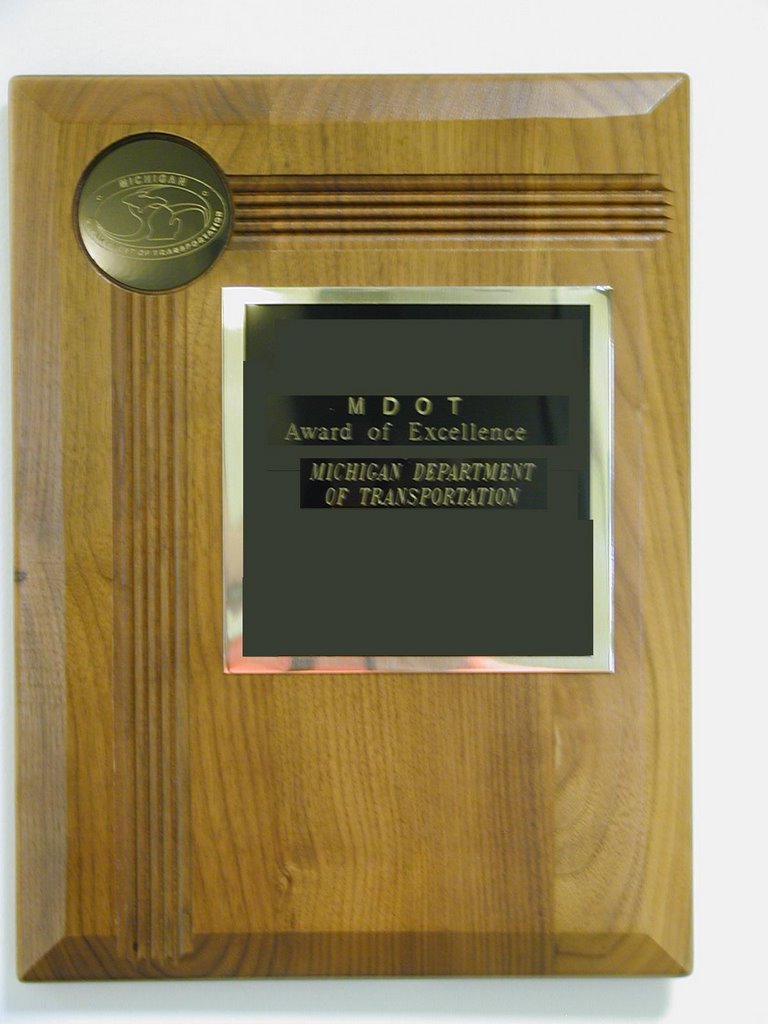 MICHIGAN
DEPARTMENT OF TRANSPORTATION
MDOT
Award of Excellence
MICHIGAN DEPARTMENT
OF TRANSPORTATION